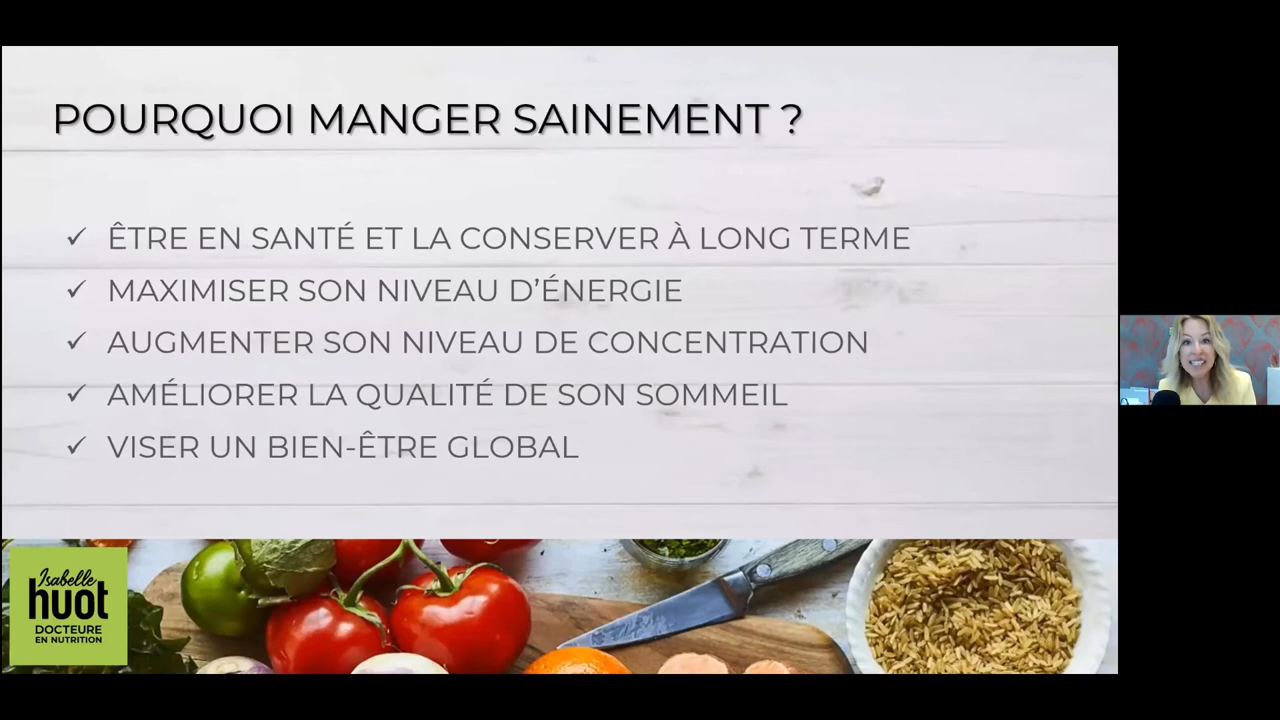 POURQUOI MANGER SAINEMENT ?
✓ ÊTRE EN SANTÉ ET LA CONSERVER À LONG TERME
✓ MAXIMISER SON NIVEAU D’ÉNERGIE
✓ AUGMENTER SON NIVEAU DE CONCENTRATION
✓ AMÉLIORER LA QUALITÉ DE SON SOMMEIL
✓ VISER UN BIEN-ÊTRE GLOBAL
Isabelle
huot
DOCTEURE
EN NUTRITION